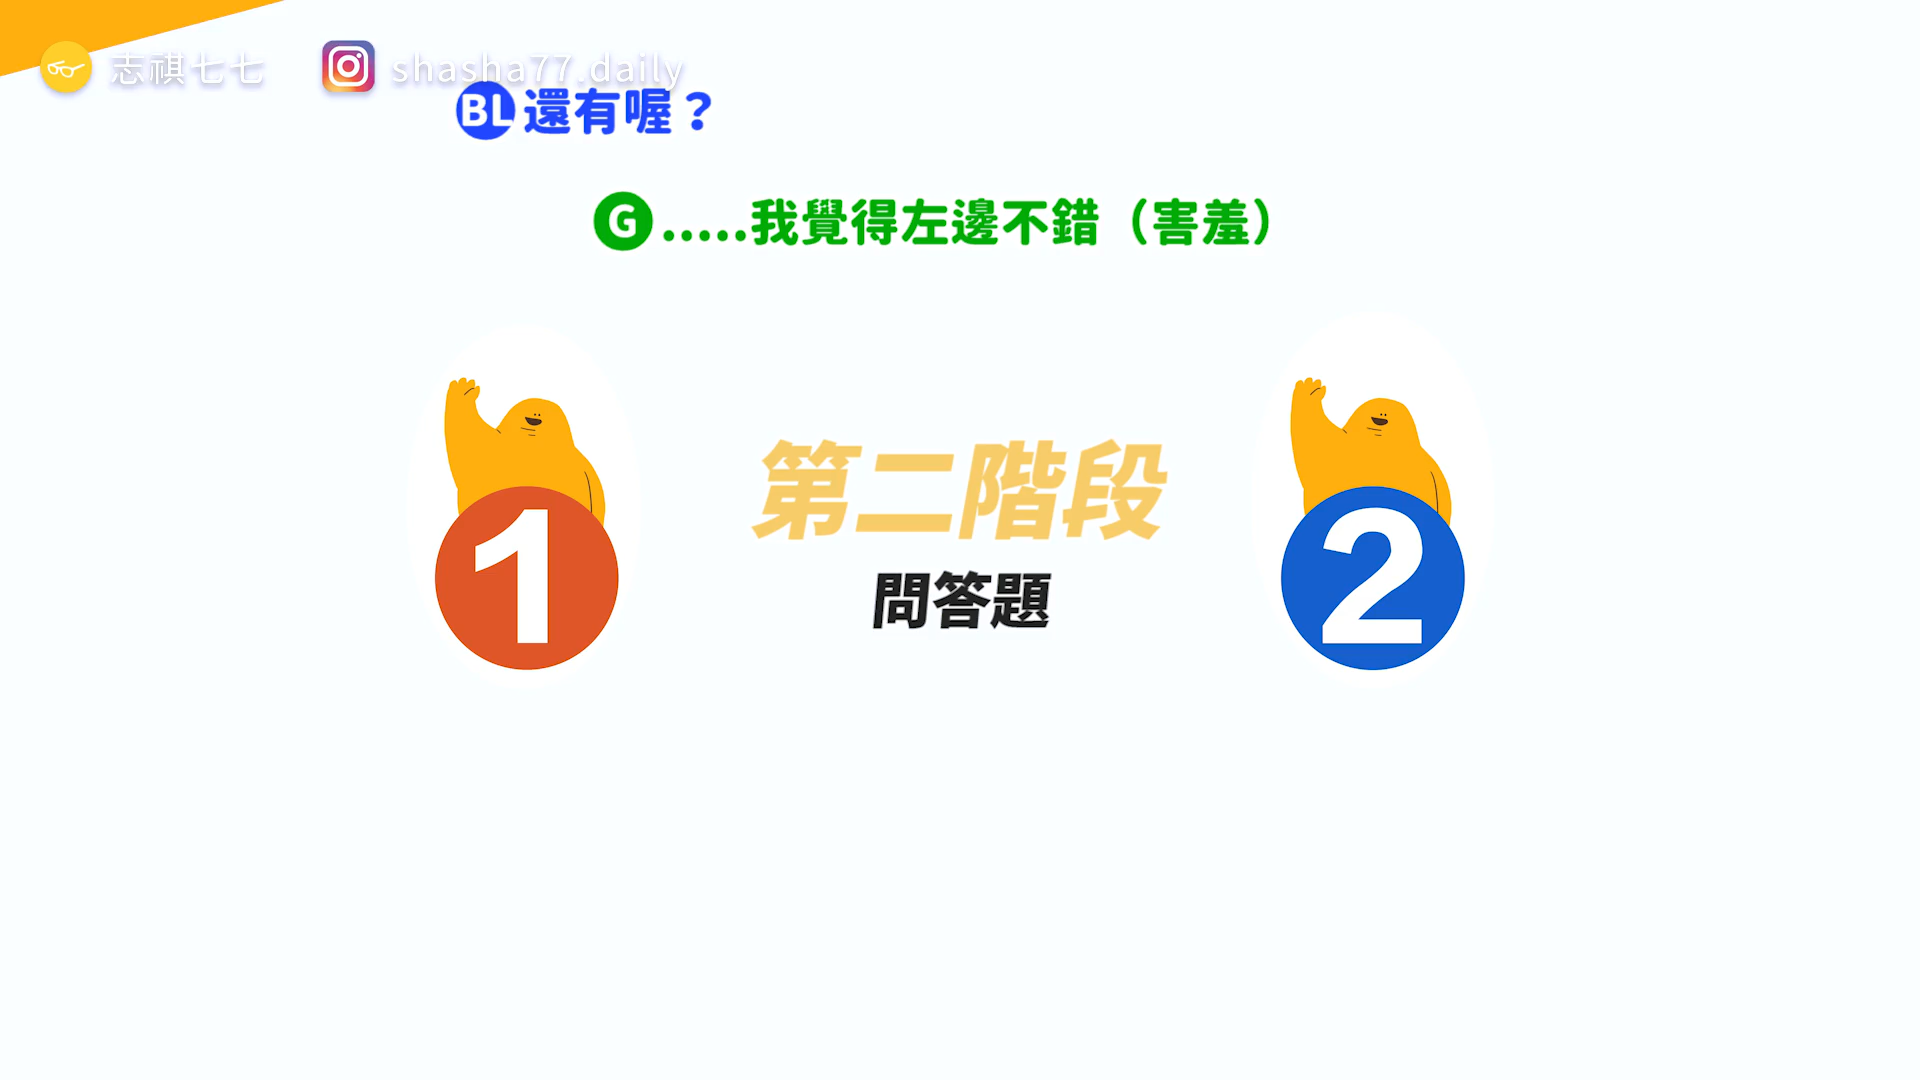 志祺七七 shasha77.daily
BL 還有喔？
G .....我覺得左邊不錯（害羞）
第二階段
問答題
1
2